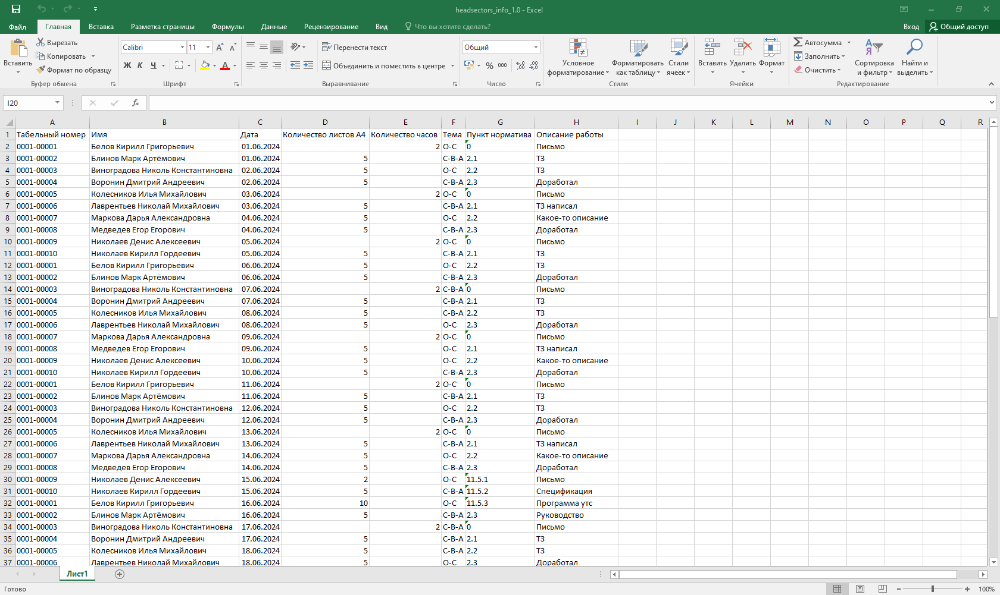 headsectors_info_1.0 - Excel
Файл Главная Вставка Разметка страницы Формулы Данные Рецензирование Вид Что вы хотите сделать? Вход Общий доступ
Вставить
Вырезать
Копировать
Формат по образцу
Буфер обмена
Calibri 11
Ж К Ч А
Шрифт
Перенести текст
Объединить и поместить в центре
Выравнивание
Общий
% 000
Число
Условное форматирование
Форматировать как таблицу
Стили ячеек
Стили
Вставить Удалить Формат
Ячейки
Автосумма
Заполнить
Очистить
Сортировка и фильтр
Найти и выделить
Редактирование
I20 fx
A B C D E F G H I J K L M N O P Q R
1 Табельный номер Имя Дата Количество листов А4 Количество часов Тема Пункт норматива Описание работы
2 0001-00001 Белов Кирилл Григорьевич 01.06.2024 2 О-С 0 Письмо
3 0001-00002 Блинов Марк Артёмович 01.06.2024 5 С-В-А 2.1 ТЗ
4 0001-00003 Виноградова Николь Константиновна 02.06.2024 5 О-С 2.2 ТЗ
5 0001-00004 Воронин Дмитрий Андреевич 02.06.2024 5 С-В-А 2.3 Доработал
6 0001-00005 Колесников Илья Михайлович 03.06.2024 2 О-С 0 Письмо
7 0001-00006 Лаврентьев Николай Михайлович 03.06.2024 5 С-В-А 2.1 ТЗ написал
8 0001-00007 Маркова Дарья Александровна 04.06.2024 5 О-С 2.2 Какое-то описание
9 0001-00008 Медведев Егор Егорович 04.06.2024 5 С-В-А 2.3 Доработал
10 0001-00009 Николаев Денис Алексеевич 05.06.2024 2 О-С 0 Письмо
11 0001-00010 Николаев Кирилл Гордеевич 05.06.2024 5 С-В-А 2.1 ТЗ
12 0001-00001 Белов Кирилл Григорьевич 06.06.2024 5 О-С 2.2 ТЗ
13 0001-00002 Блинов Марк Артёмович 06.06.2024 5 С-В-А 2.3 Доработал
14 0001-00003 Виноградова Николь Константиновна 07.06.2024 2 С-В-А 0 Письмо
15 0001-00004 Воронин Дмитрий Андреевич 07.06.2024 5 С-В-А 2.1 ТЗ
16 0001-00005 Колесников Илья Михайлович 08.06.2024 5 С-В-А 2.2 ТЗ
17 0001-00006 Лаврентьев Николай Михайлович 08.06.2024 5 О-С 2.3 Доработал
18 0001-00007 Маркова Дарья Александровна 09.06.2024 2 О-С 0 Письмо
19 0001-00008 Медведев Егор Егорович 09.06.2024 5 О-С 2.1 ТЗ написал
20 0001-00009 Николаев Денис Алексеевич 10.06.2024 5 О-С 2.2 Какое-то описание
21 0001-00010 Николаев Кирилл Гордеевич 10.06.2024 5 С-В-А 2.3 Доработал
22 0001-00001 Белов Кирилл Григорьевич 11.06.2024 2 О-С 0 Письмо
23 0001-00002 Блинов Марк Артёмович 11.06.2024 5 С-В-А 2.1 ТЗ
24 0001-00003 Виноградова Николь Константиновна 12.06.2024 5 О-С 2.2 ТЗ
25 0001-00004 Воронин Дмитрий Андреевич 12.06.2024 5 С-В-А 2.3 Доработал
26 0001-00005 Колесников Илья Михайлович 13.06.2024 2 О-С 0 Письмо
27 0001-00006 Лаврентьев Николай Михайлович 13.06.2024 5 С-В-А 2.1 ТЗ написал
28 0001-00007 Маркова Дарья Александровна 14.06.2024 5 О-С 2.2 Какое-то описание
29 0001-00008 Медведев Егор Егорович 14.06.2024 5 С-В-А 2.3 Доработал
30 0001-00009 Николаев Денис Алексеевич 15.06.2024 2 О-С 11.5.1 Письмо
31 0001-00010 Николаев Кирилл Гордеевич 15.06.2024 5 С-В-А 11.5.2 Спецификация
32 0001-00001 Белов Кирилл Григорьевич 16.06.2024 10 О-С 11.5.3 Программа утс
33 0001-00002 Блинов Марк Артёмович 16.06.2024 5 С-В-А 2.3 Руководство
34 0001-00003 Виноградова Николь Константиновна 17.06.2024 2 С-В-А 0 Письмо
35 0001-00004 Воронин Дмитрий Андреевич 17.06.2024 5 С-В-А 2.1 ТЗ
36 0001-00005 Колесников Илья Михайлович 18.06.2024 5 С-В-А 2.2 ТЗ
37 0001-00006 Лаврентьев Николай Михайлович 18.06.2024 5 О-С 2.3 Доработал
Лист1
Готово 100%